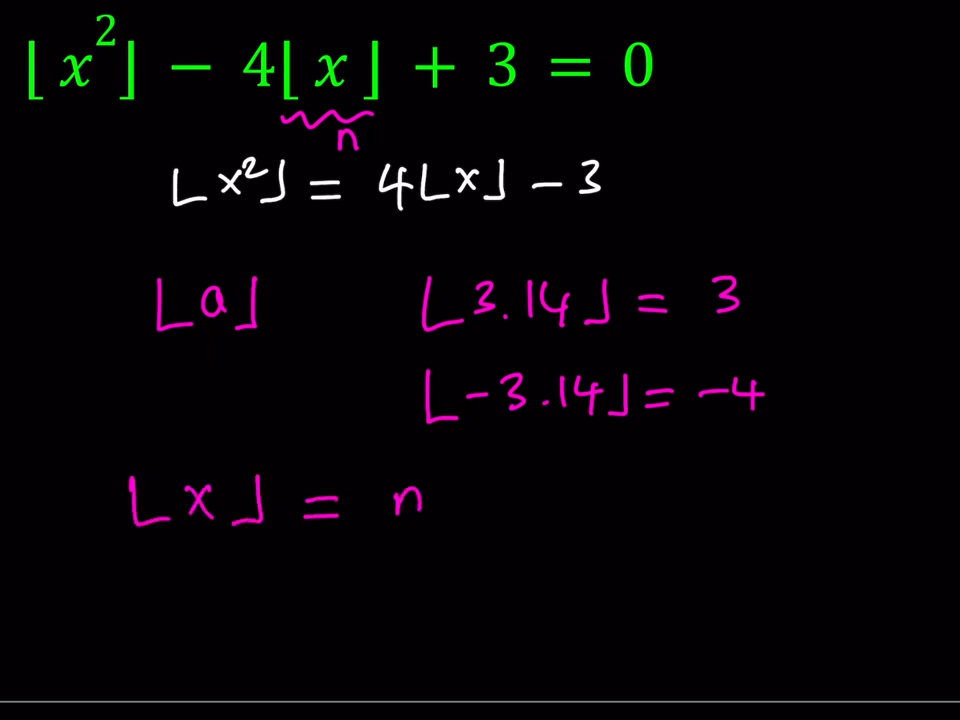 ⌊x²⌋ − 4⌊x⌋ + 3 = 0
n
⌊x²⌋ = 4⌊x⌋ − 3
⌊a⌋ ⌊3.14⌋ = 3
⌊-3.14⌋ = -4
⌊x⌋ = n